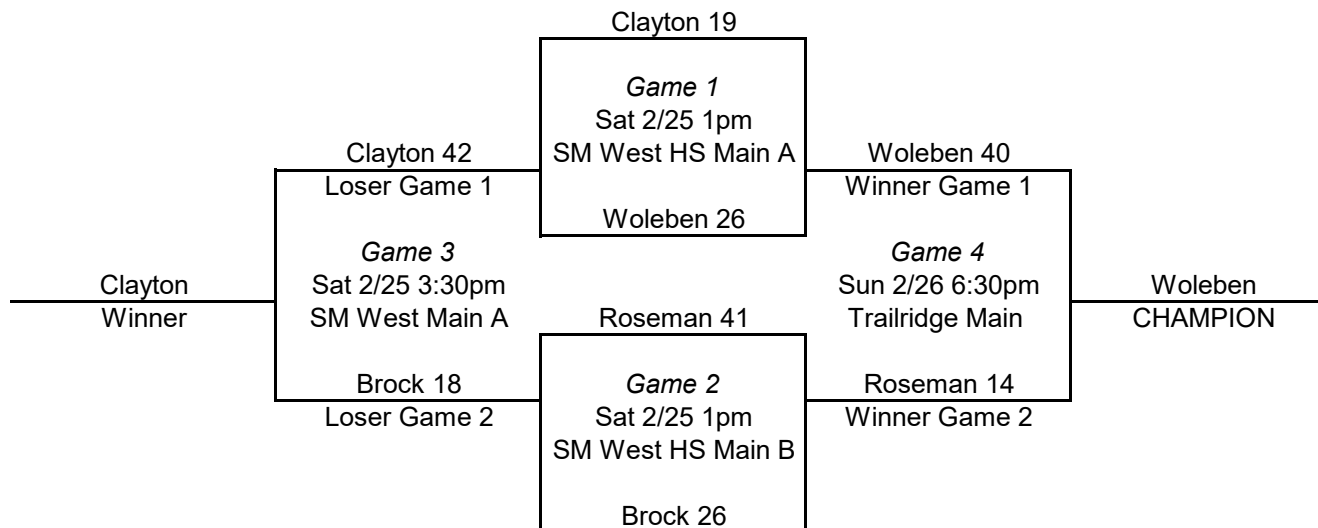 Clayton 19
Game 1
Sat 2/25 1pm
SM West HS Main A
Clayton 42
Loser Game 1
Woleben 40
Winner Game 1
Woleben 26
Game 3
Sat 2/25 3:30pm
SM West Main A
Game 4
Sun 2/26 6:30pm
Trailridge Main
Clayton
Winner
Woleben
CHAMPION
Roseman 41
Brock 18
Loser Game 2
Game 2
Sat 2/25 1pm
SM West HS Main B
Roseman 14
Winner Game 2
Brock 26